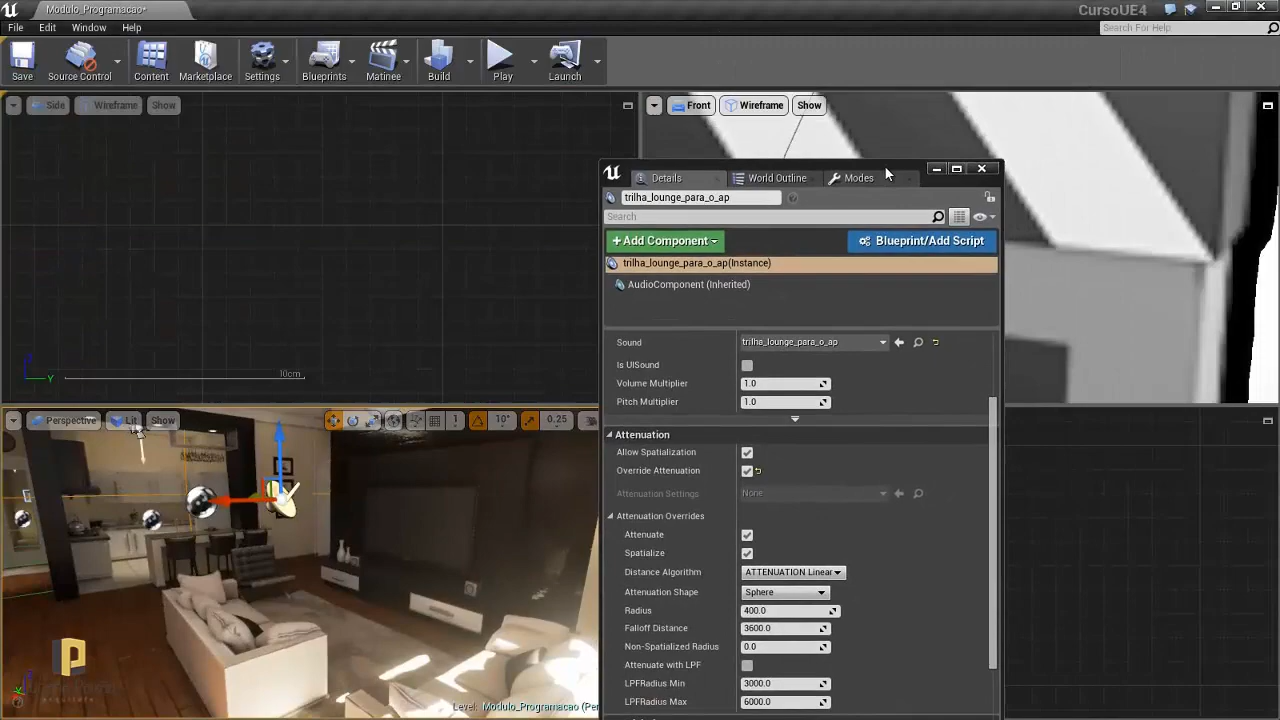 Modulo_Programacao*
CursoUE4
File Edit Window Help
Search For Help
Save Source Control Content Marketplace Settings Blueprints Matinee Build Play Launch
Side Wireframe Show
Front Wireframe Show
Details World Outline Modes
trilha_lounge_para_o_ap
Search
+ Add Component Blueprint/Add Script
trilha_lounge_para_o_ap(Instance)
AudioComponent (Inherited)
Sound trilha_lounge_para_o_ap
Is UISound
Volume Multiplier 1.0
Z
Y 10cm
Pitch Multiplier 1.0
Perspective Lit Show 10° 0.25
Attenuation
Allow Spatialization
Override Attenuation
Attenuation Settings None
Attenuation Overrides
Attenuate
Spatialize
Distance Algorithm ATTENUATION Linear
Attenuation Shape Sphere
Radius 400.0
Falloff Distance 3600.0
Non-Spatialized Radius 0.0
Attenuate with LPF
LPFRadius Min 3000.0
LPFRadius Max 6000.0
Level: Modulo_Programacao (Per